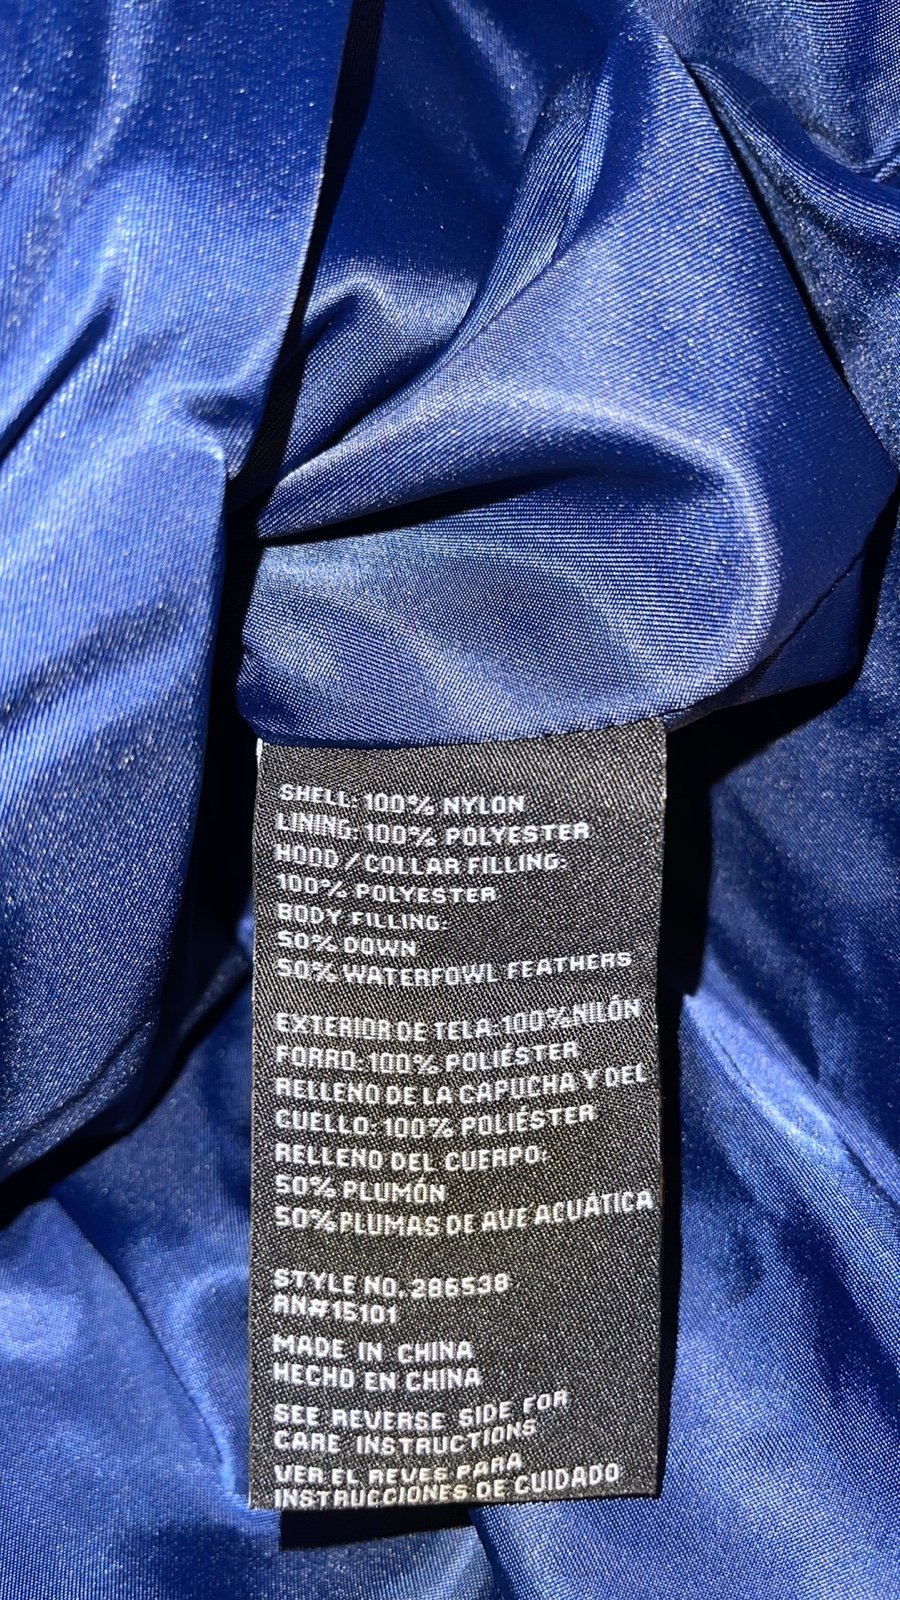 SHELL: 100% NYLON
LINING: 100% POLYESTER
HOOD / COLLAR FILLING:
100% POLYESTER
BODY FILLING:
50% DOWN
50% WATERFOWL FEATHERS
EXTERIOR DE TELA: 100% NILÓN
FORRO: 100% POLIÉSTER
RELLENO DE LA CAPUCHA Y DEL
CUELLO: 100% POLIÉSTER
RELLENO DEL CUERPO:
50% PLUMÓN
50% PLUMAS DE AVE ACUÁTICA
STYLE NO. 286538
RN#15101
MADE IN CHINA
HECHO EN CHINA
SEE REVERSE SIDE FOR
CARE INSTRUCTIONS
VER EL REVES PARA
INSTRUCCIONES DE CUIDADO